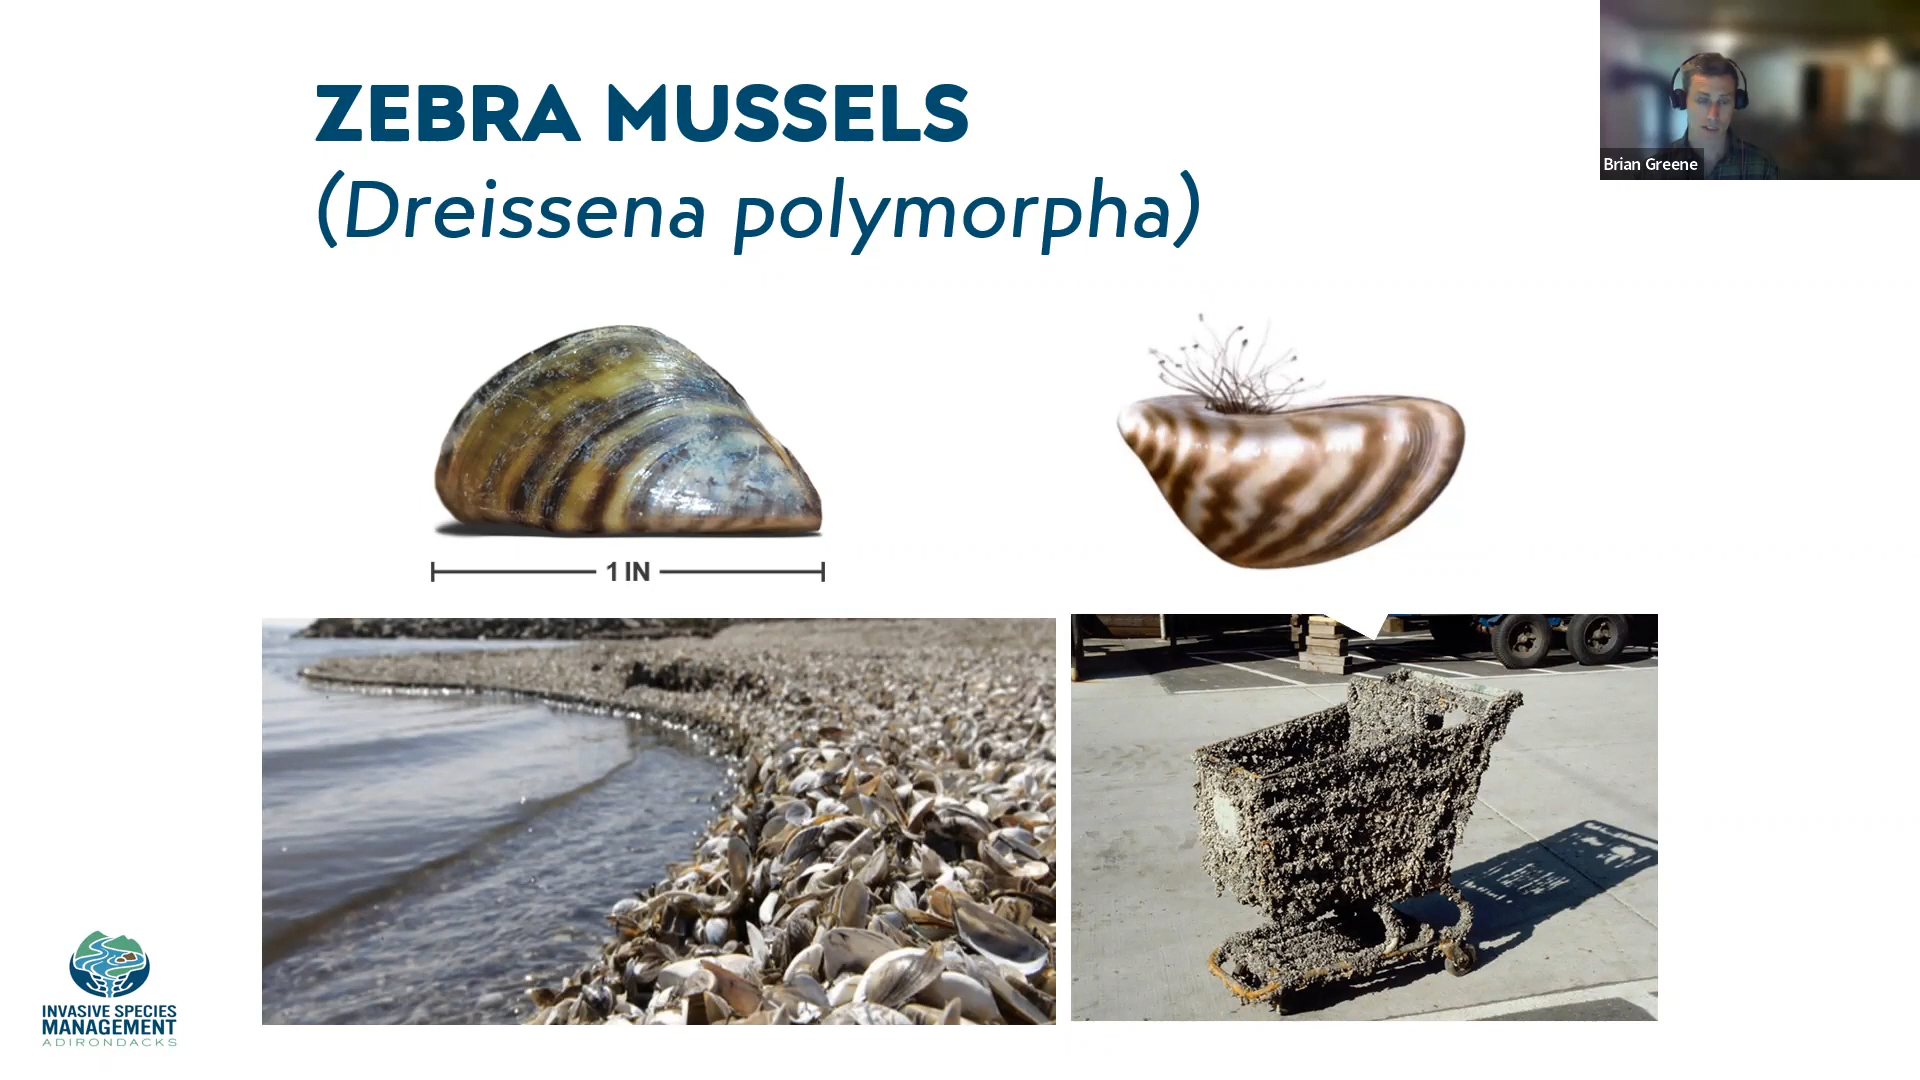 ZEBRA MUSSELS
(Dreissena polymorpha)
Brian Greene
1 IN
INVASIVE SPECIES
MANAGEMENT
ADIRONDACKS